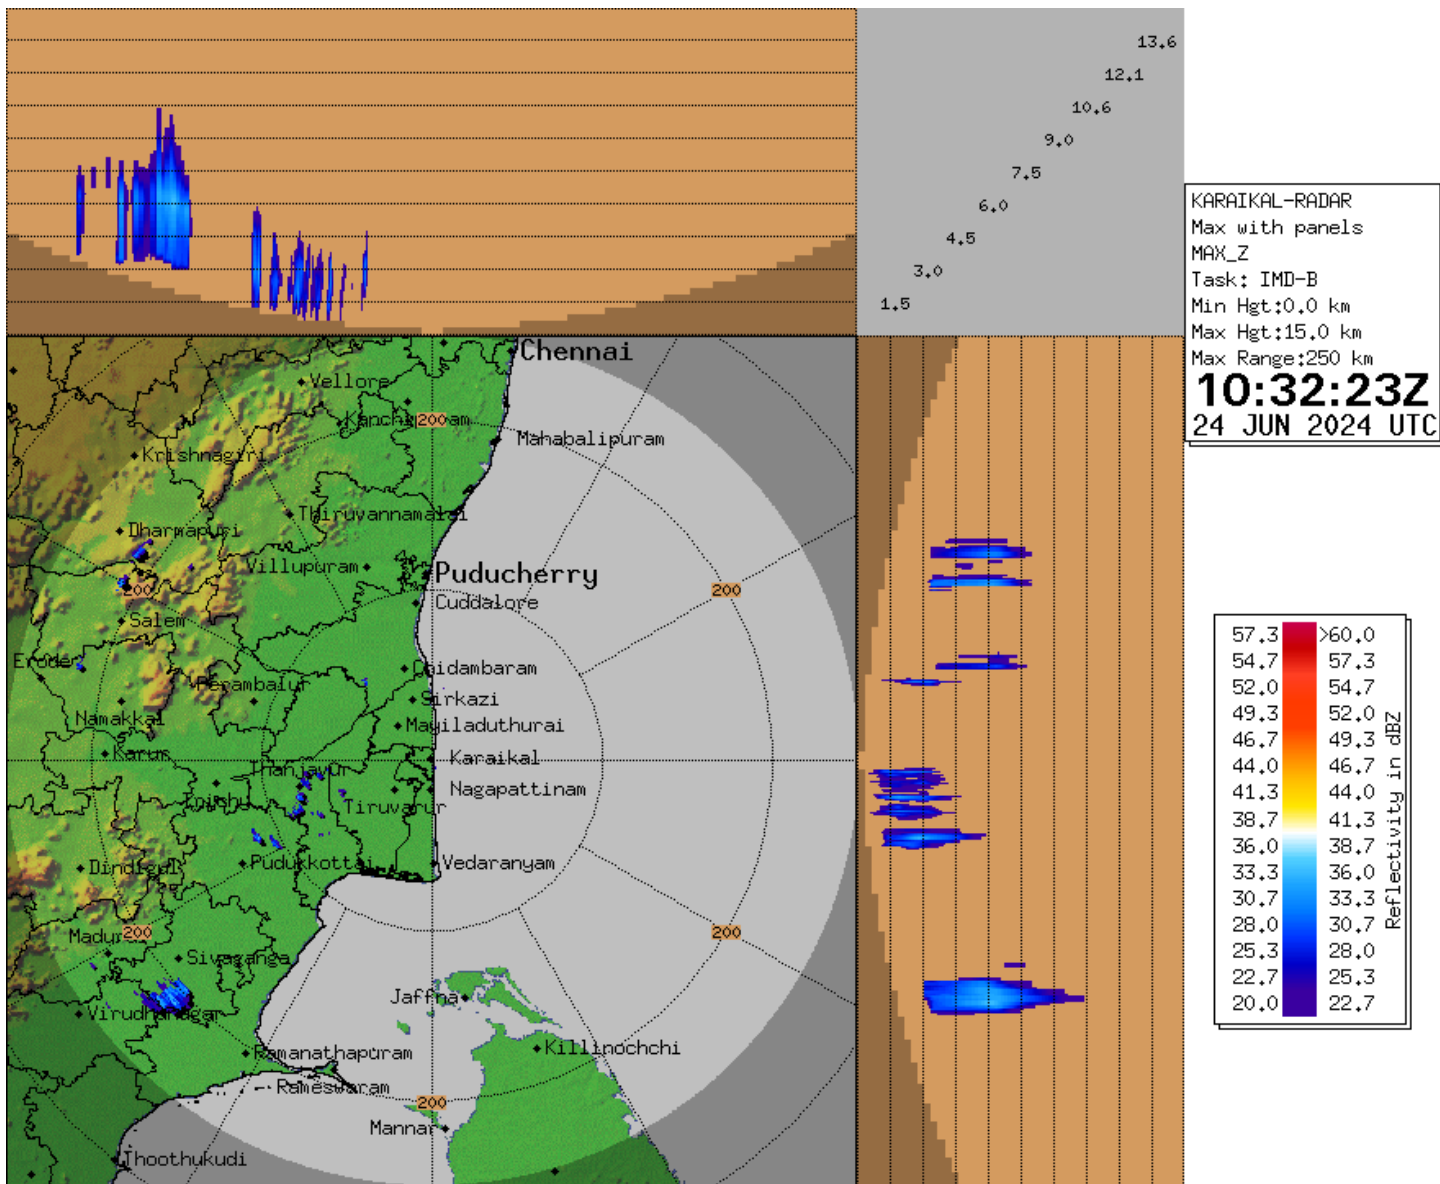 13.6
12.1
10.6
9.0
7.5
6.0
4.5
3.0
1.5
KARAIKAL-RADAR
Max with panels
MAX_Z
Task: IMD-B
Min Hgt:0.0 km
Max Hgt:15.0 km
Max Range:250 km
10:32:23Z
24 JUN 2024 UTC
Chennai
Vellore
200
Mahabalipuram
Krishnagiri
Thiruvannamalai
Dharmapuri
Villupuram
Puducherry
200
200
Cuddalore
Salem
Erode
Chidambaram
Perambalur
Sirkazi
Namakkal
Mayiladuthurai
Karur
Karaikal
Thanjavur
Nagapattinam
Tiruvarur
Dindigul
Pudukkottai
Vedaranyam
200
200
Sivaganga
Jaffna
Virudhanagar
Killinochchi
Ramanathapuram
Rameswaram
200
Mannar
Thoothukudi
57.3 >60.0
54.7 57.3
52.0 54.7
49.3 52.0
46.7 49.3
44.0 46.7
41.3 44.0
38.7 41.3
36.0 38.7
33.3 36.0
30.7 33.3
28.0 30.7
25.3 28.0
22.7 25.3
20.0 22.7
Reflectivity in dBZ